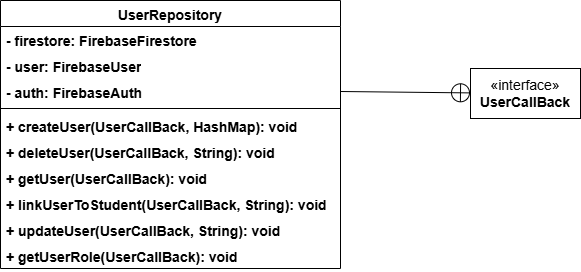 UserRepository
- firestore: FirebaseFirestore
- user: FirebaseUser
- auth: FirebaseAuth
+ createUser(UserCallBack, HashMap): void
+ deleteUser(UserCallBack, String): void
+ getUser(UserCallBack): void
+ linkUserToStudent(UserCallBack, String): void
+ updateUser(UserCallBack, String): void
+ getUserRole(UserCallBack): void
«interface»
UserCallBack